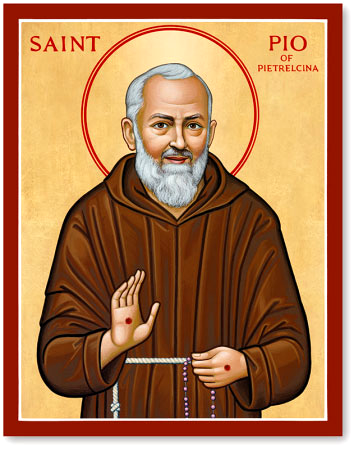 SAINT PIO
OF
PIETRELCINA